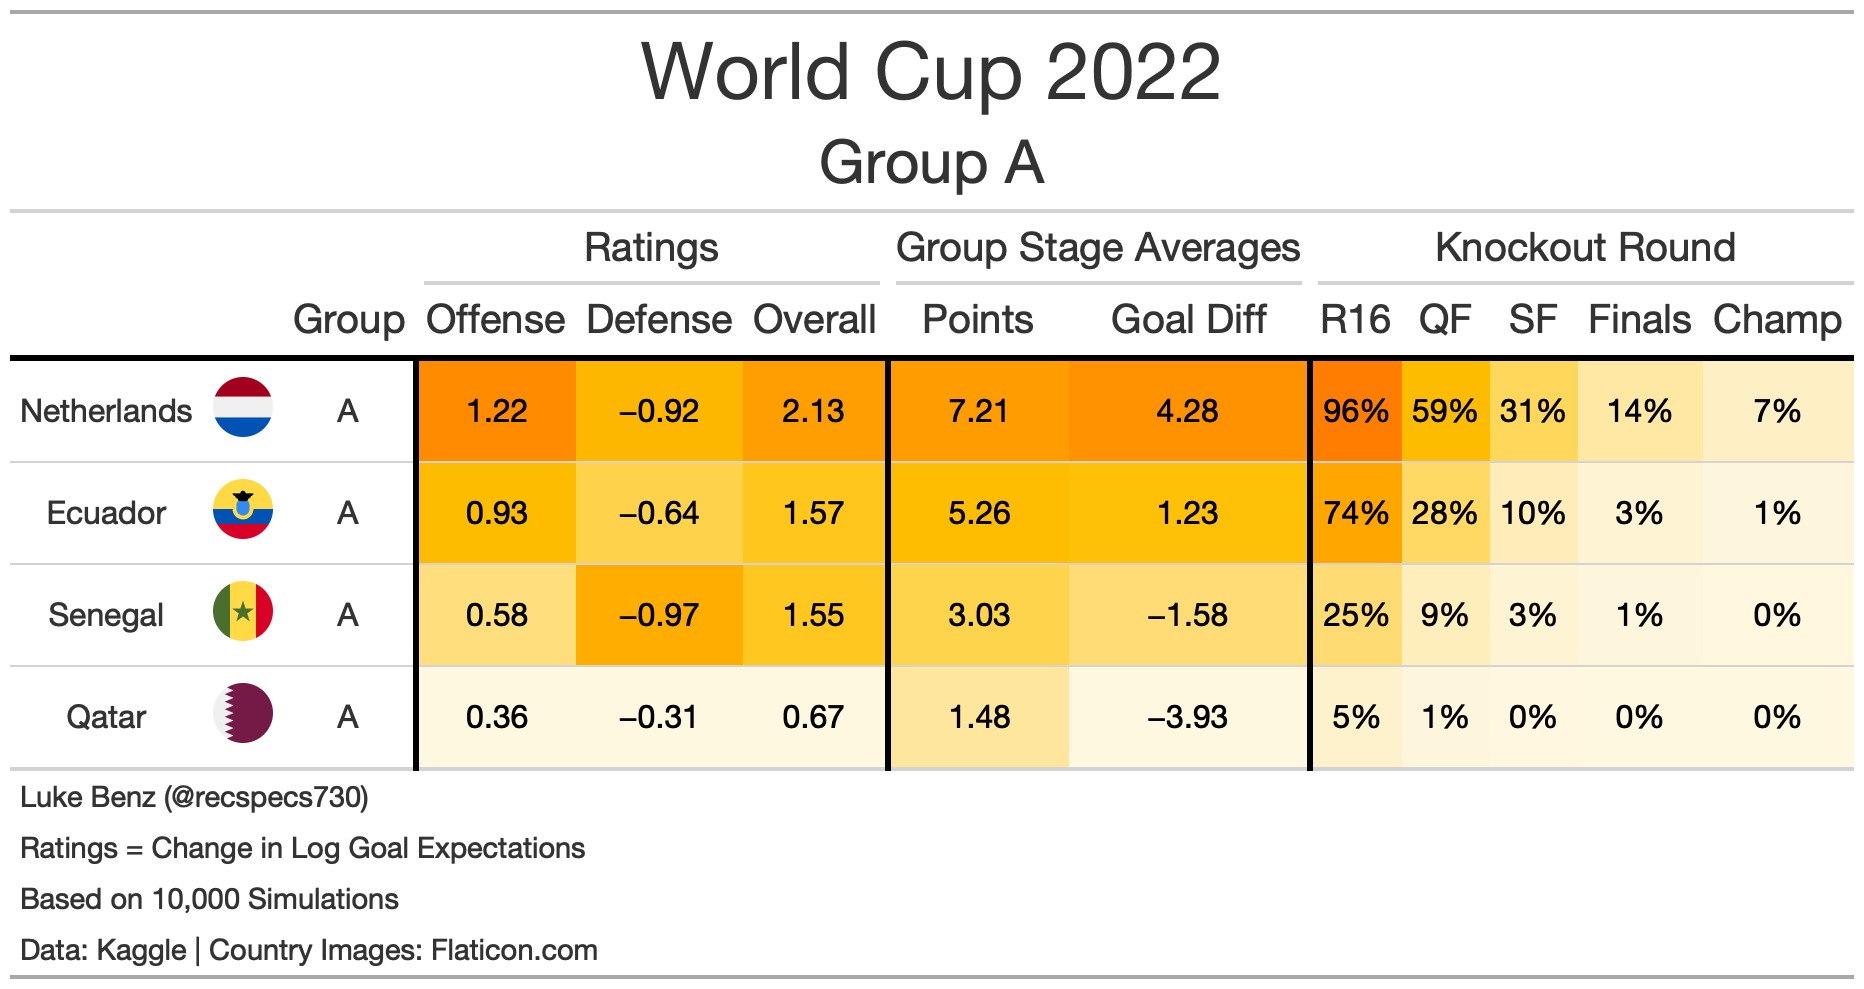 World Cup 2022
Group A
Ratings Group Stage Averages Knockout Round
Group Offense Defense Overall Points Goal Diff R16 QF SF Finals Champ
Netherlands A 1.22 −0.92 2.13 7.21 4.28 96% 59% 31% 14% 7%
Ecuador A 0.93 −0.64 1.57 5.26 1.23 74% 28% 10% 3% 1%
Senegal A 0.58 −0.97 1.55 3.03 −1.58 25% 9% 3% 1% 0%
Qatar A 0.36 −0.31 0.67 1.48 −3.93 5% 1% 0% 0% 0%
Luke Benz (@recspecs730)
Ratings = Change in Log Goal Expectations
Based on 10,000 Simulations
Data: Kaggle | Country Images: Flaticon.com